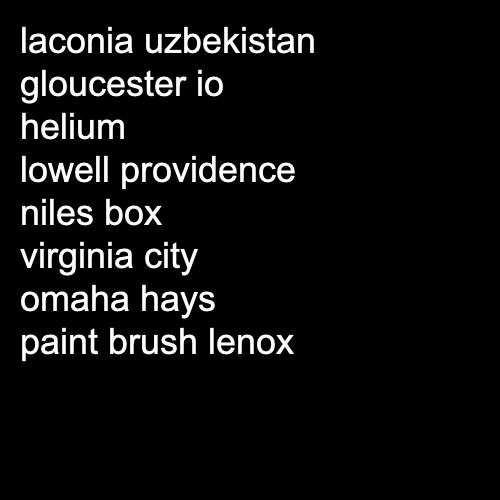 laconia uzbekistan
gloucester io
helium
lowell providence
niles box
virginia city
omaha hays
paint brush lenox